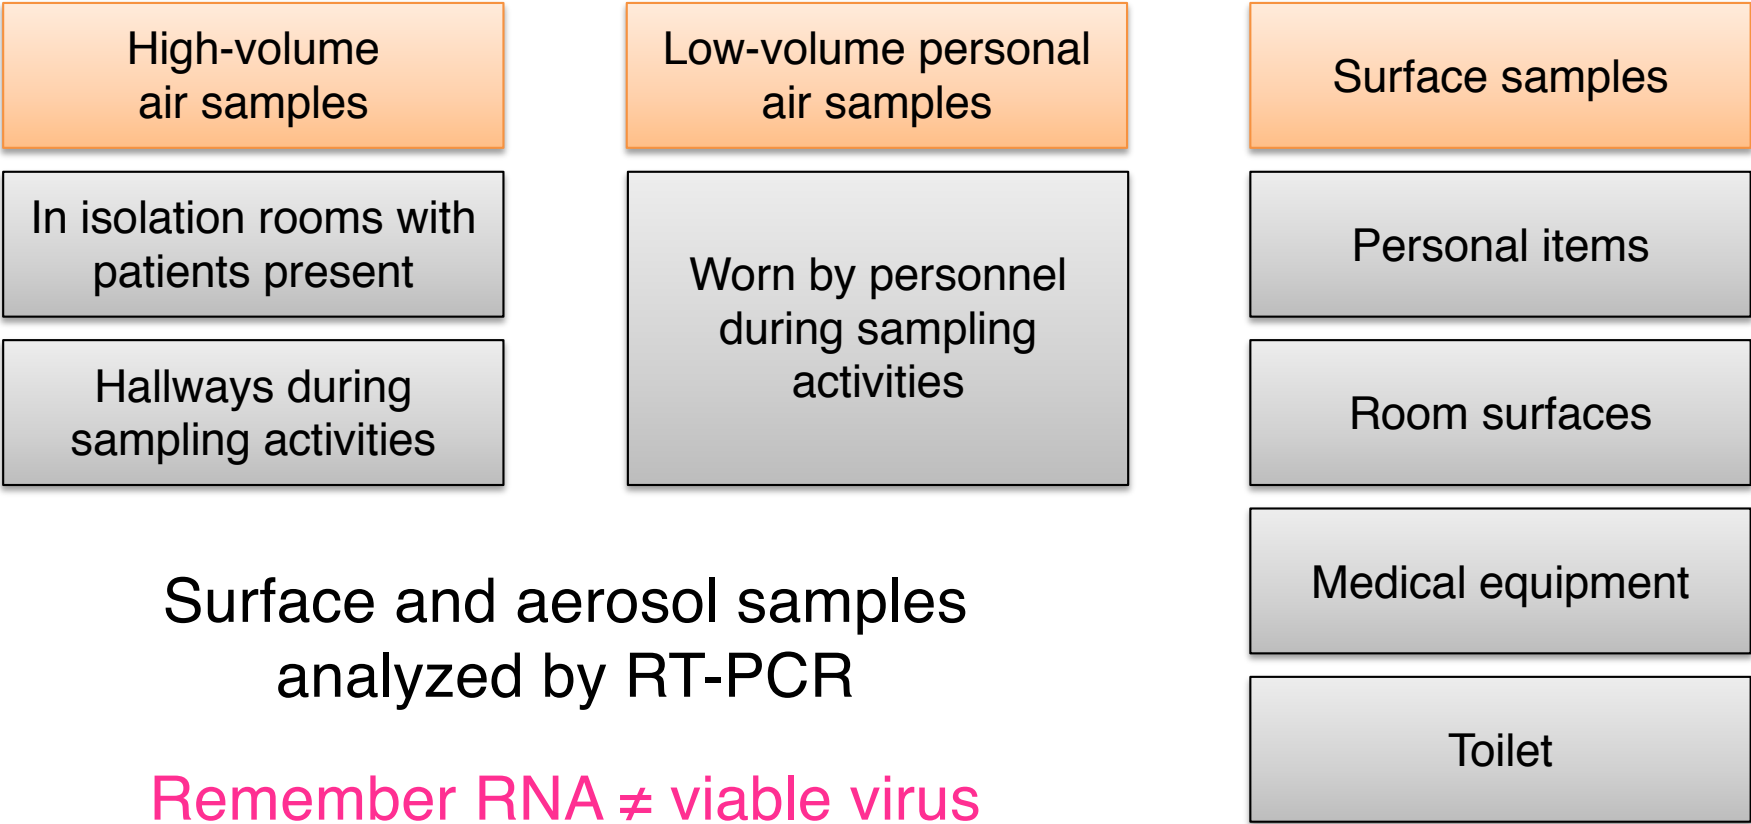 High-volume
air samples
In isolation rooms with
patients present
Hallways during
sampling activities
Low-volume personal
air samples
Worn by personnel
during sampling
activities
Surface samples
Personal items
Room surfaces
Medical equipment
Toilet
Surface and aerosol samples
analyzed by RT-PCR
Remember RNA ≠ viable virus